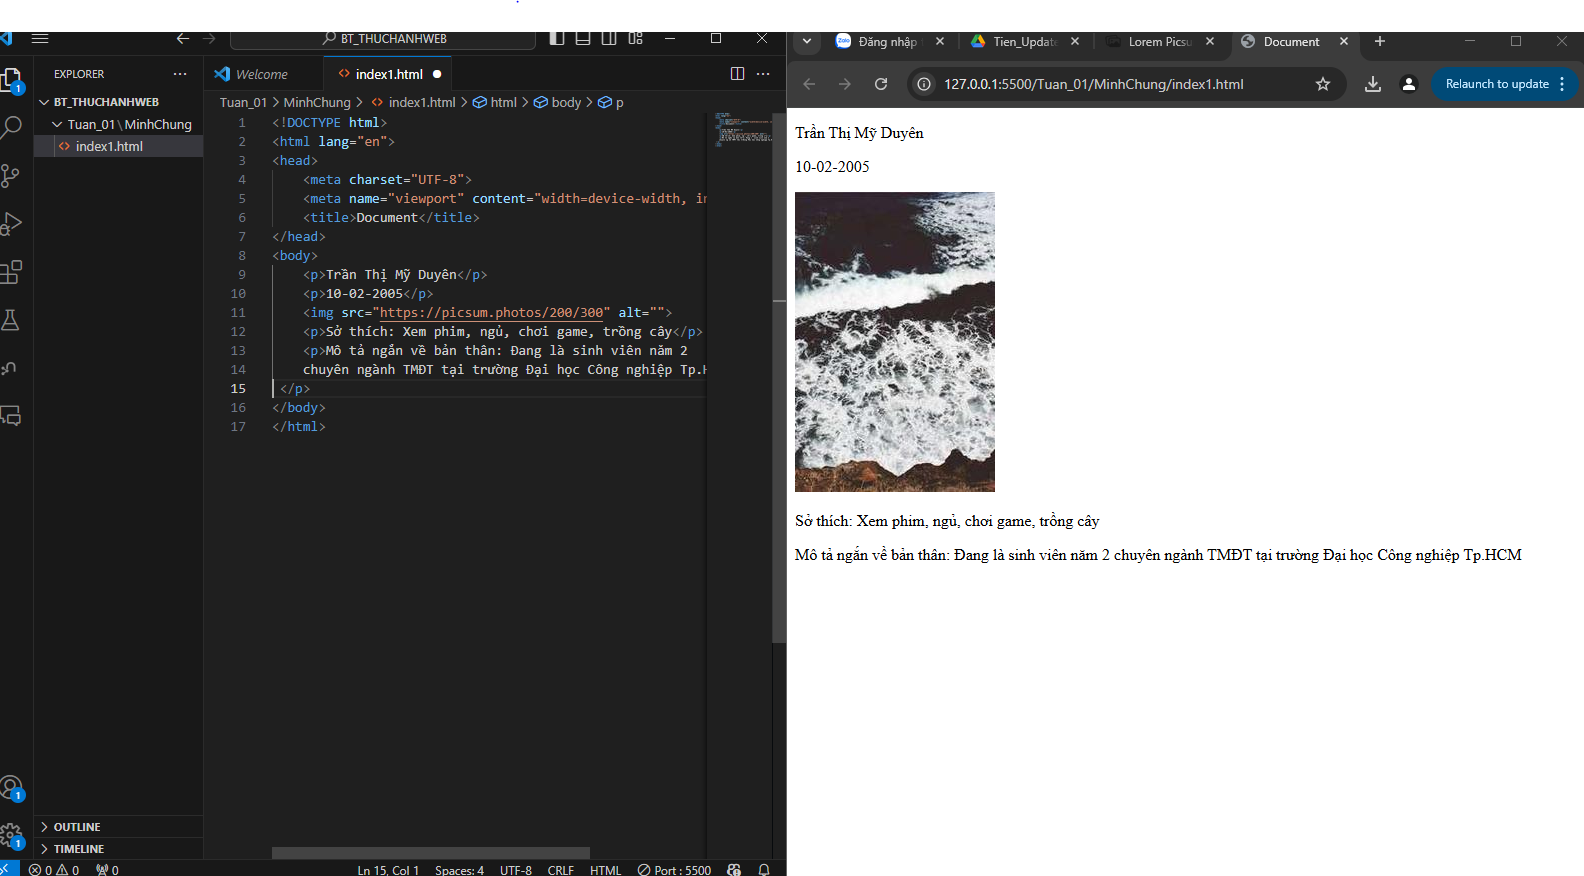 BT_THUCHANHWEB
EXPLORER
BT_THUCHANHWEB
Tuan_01\MinhChung
index1.html
OUTLINE
TIMELINE
Welcome
index1.html
Tuan_01 > MinhChung > index1.html > html > body > p
1 <!DOCTYPE html>
2 <html lang="en">
3 <head>
4 <meta charset="UTF-8">
5 <meta name="viewport" content="width=device-width, in
6 <title>Document</title>
7 </head>
8 <body>
9 <p>Trần Thị Mỹ Duyên</p>
10 <p>10-02-2005</p>
11 <img src="https://picsum.photos/200/300" alt="">
12 <p>Sở thích: Xem phim, ngủ, chơi game, trồng cây</p>
13 <p>Mô tả ngắn về bản thân: Đang là sinh viên năm 2
14 chuyên ngành TMĐT tại trường Đại học Công nghiệp Tp.H
15 </p>
16 </body>
17 </html>
1
1
1
0 0 0 Ln 15, Col 1 Spaces: 4 UTF-8 CRLF HTML Port : 5500
Zalo Đăng nhập Tien_Update Lorem Picsu Document
127.0.0.1:5500/Tuan_01/MinhChung/index1.html
Relaunch to update
Trần Thị Mỹ Duyên
10-02-2005
Sở thích: Xem phim, ngủ, chơi game, trồng cây
Mô tả ngắn về bản thân: Đang là sinh viên năm 2 chuyên ngành TMĐT tại trường Đại học Công nghiệp Tp.HCM